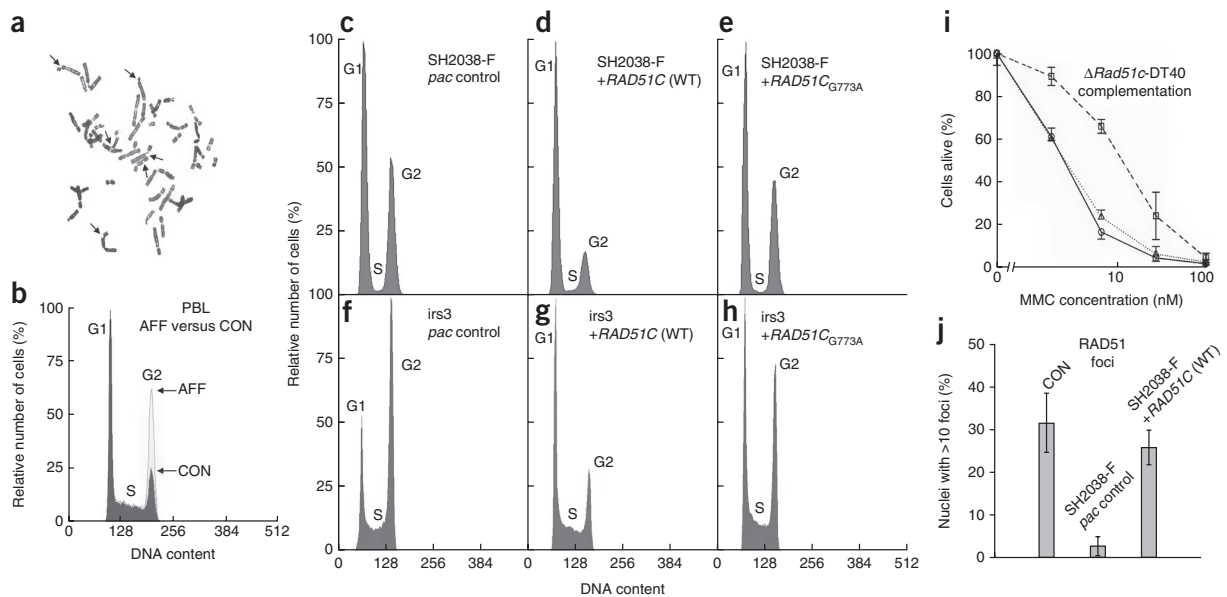 a
b
PBL
AFF versus CON
G1
G2
AFF
CON
S
Relative number of cells (%)
100
75
50
25
0
0 128 256 384 512
DNA content
c
SH2038-F
pac control
G1
G2
S
d
SH2038-F
+RAD51C (WT)
G1
G2
S
e
SH2038-F
+RAD51C G773A
G1
G2
S
100
75
50
25
100
Relative number of cells (%)
f
irs3
pac control
G1
G2
S
g
irs3
+RAD51C (WT)
G1
G2
S
h
irs3
+RAD51C G773A
G1
G2
S
75
50
25
0
0 128 256 384
0 128 256 384
0 128 256 384 512
DNA content
i
ΔRad51c-DT40
complementation
Cells alive (%)
100
80
60
40
20
0
0 10 100
MMC concentration (nM)
j
RAD51
foci
CON
SH2038-F
pac control
SH2038-F
+RAD51C (WT)
Nuclei with >10 foci (%)
50
40
30
20
10
0